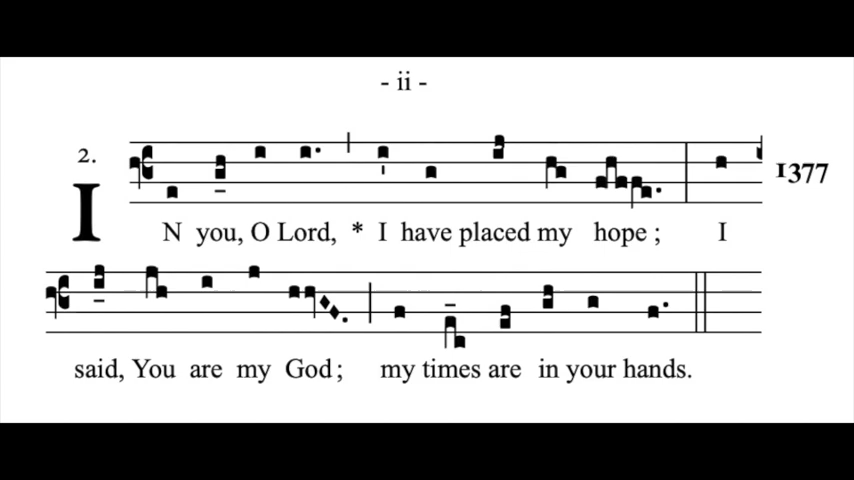 - ii -
2.
IN you, O Lord, * I have placed my hope ; I
1377
said, You are my God ; my times are in your hands.